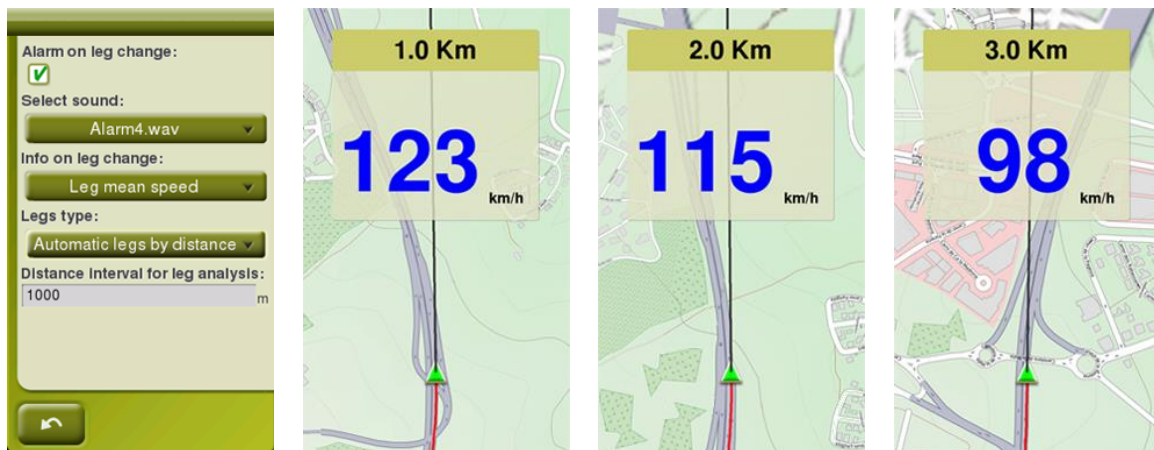 Alarm on leg change:
Select sound:
Alarm4.wav
Info on leg change:
Leg mean speed
Legs type:
Automatic legs by distance
Distance interval for leg analysis:
1000
m
1.0 Km
123
km/h
2.0 Km
115
km/h
3.0 Km
98
km/h